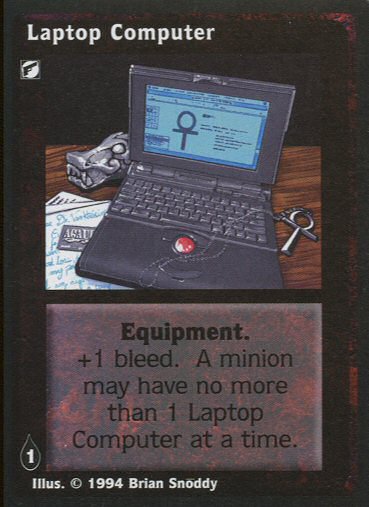 Laptop Computer
Equipment.
+1 bleed.  A minion
may have no more
than 1 Laptop
Computer at a time.
1
Illus. © 1994 Brian Snoddy